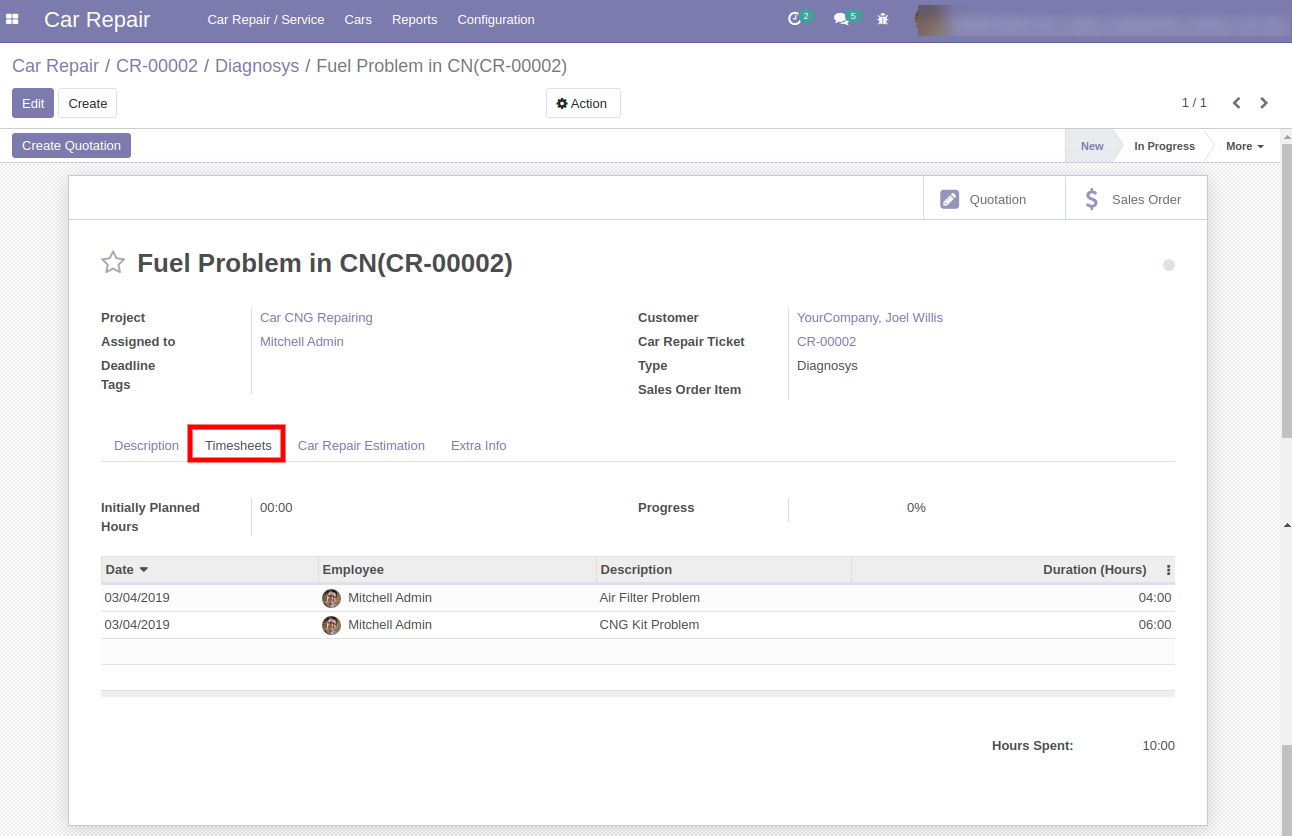 Car Repair Car Repair / Service Cars Reports Configuration 2 5
Car Repair / CR-00002 / Diagnosys / Fuel Problem in CN(CR-00002)
Edit Create Action 1 / 1
Create Quotation New In Progress More
Quotation Sales Order
Fuel Problem in CN(CR-00002)
Project Car CNG Repairing Customer YourCompany, Joel Willis
Assigned to Mitchell Admin Car Repair Ticket CR-00002
Deadline Type Diagnosys
Tags Sales Order Item
Description Timesheets Car Repair Estimation Extra Info
Initially Planned Hours 00:00 Progress 0%
Date Employee Description Duration (Hours)
03/04/2019 Mitchell Admin Air Filter Problem 04:00
03/04/2019 Mitchell Admin CNG Kit Problem 06:00
Hours Spent: 10:00